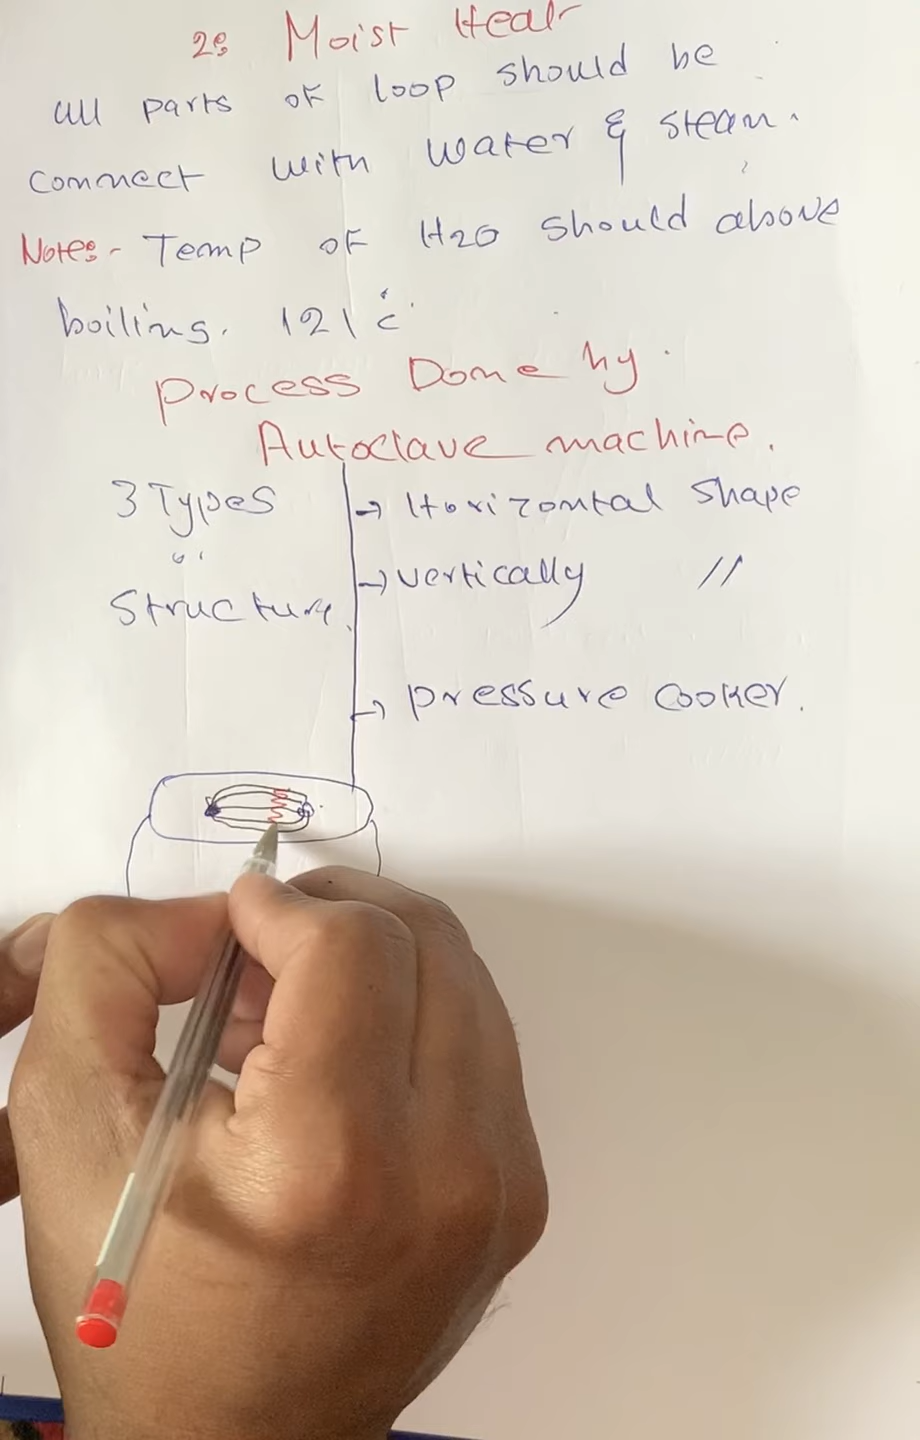 2: Moist Heat
all parts of loop should be
connect with water & steam.
Note:- Temp of H2O should above
boiling. 121°c
Process Done by.
Autoclave machine.
3 Types → Horizontal shape
Structure. → vertically //
→ pressure cooker.